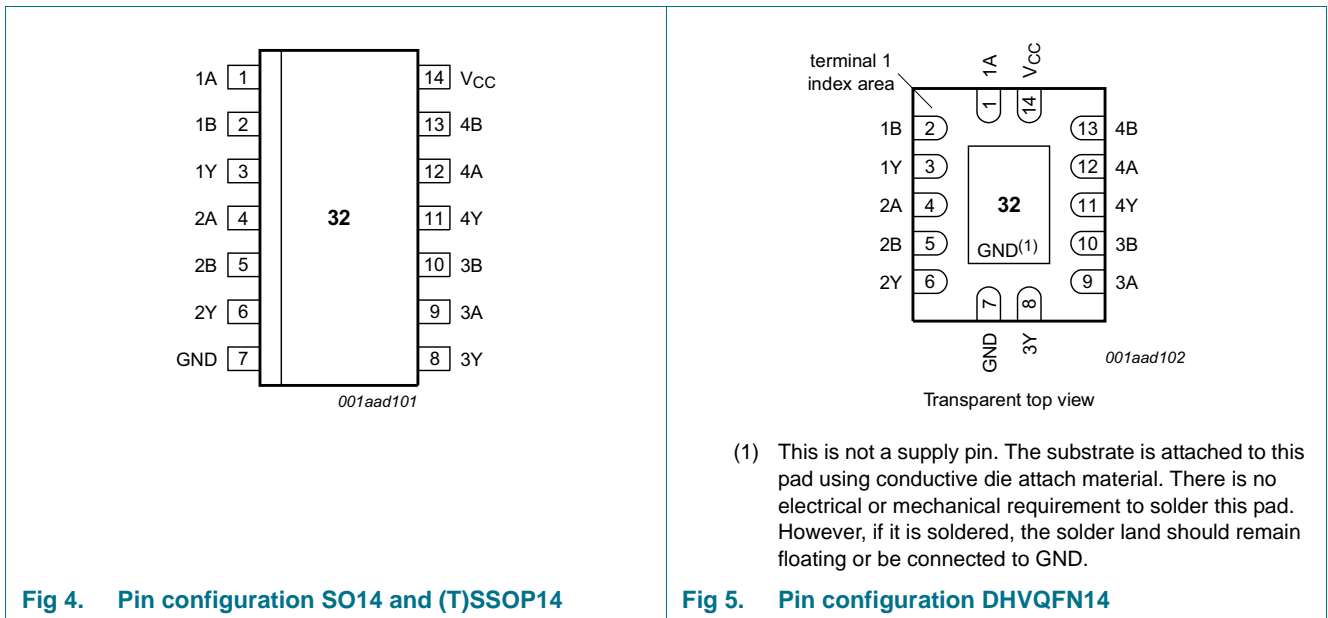 1A 1 14 VCC
1B 2 13 4B
1Y 3 12 4A
2A 4 32 11 4Y
2B 5 10 3B
2Y 6 9 3A
GND 7 8 3Y
001aad101
Fig 4. Pin configuration SO14 and (T)SSOP14
terminal 1
index area
1A VCC
1 14
1B 2 13 4B
1Y 3 12 4A
2A 4 32 11 4Y
2B 5 GND(1) 10 3B
2Y 6 9 3A
7 8
GND 3Y
001aad102
Transparent top view
(1) This is not a supply pin. The substrate is attached to this
pad using conductive die attach material. There is no
electrical or mechanical requirement to solder this pad.
However, if it is soldered, the solder land should remain
floating or be connected to GND.
Fig 5. Pin configuration DHVQFN14